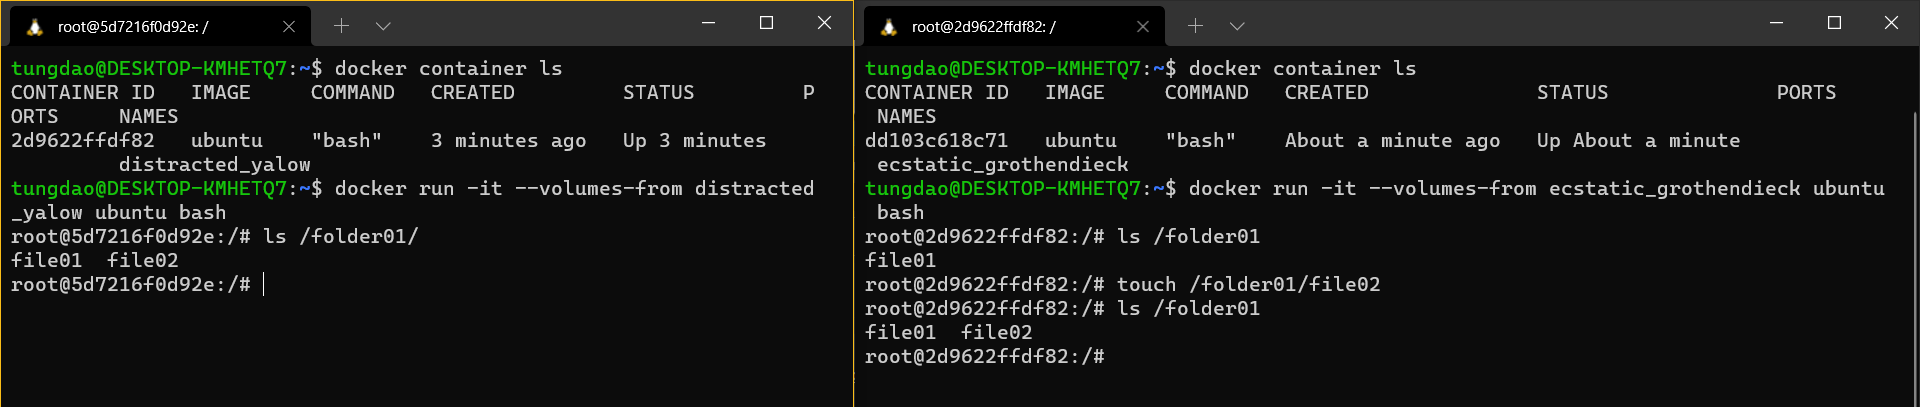 root@5d7216f0d92e: /
tungdao@DESKTOP-KMHETQ7:~$ docker container ls
CONTAINER ID   IMAGE     COMMAND   CREATED         STATUS         P
ORTS     NAMES
2d9622ffdf82   ubuntu    "bash"    3 minutes ago   Up 3 minutes
         distracted_yalow
tungdao@DESKTOP-KMHETQ7:~$ docker run -it --volumes-from distracted
_yalow ubuntu bash
root@5d7216f0d92e:/# ls /folder01/
file01  file02
root@5d7216f0d92e:/#
root@2d9622ffdf82: /
tungdao@DESKTOP-KMHETQ7:~$ docker container ls
CONTAINER ID   IMAGE     COMMAND   CREATED              STATUS              PORTS
 NAMES
dd103c618c71   ubuntu    "bash"    About a minute ago   Up About a minute
 ecstatic_grothendieck
tungdao@DESKTOP-KMHETQ7:~$ docker run -it --volumes-from ecstatic_grothendieck ubuntu
 bash
root@2d9622ffdf82:/# ls /folder01
file01
root@2d9622ffdf82:/# touch /folder01/file02
root@2d9622ffdf82:/# ls /folder01
file01  file02
root@2d9622ffdf82:/#